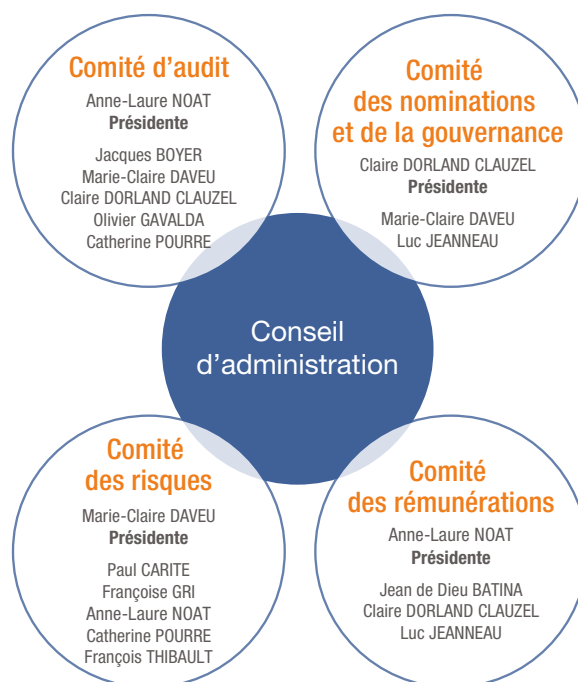 Comité d'audit
Anne-Laure NOAT
Présidente
Jacques BOYER
Marie-Claire DAVEU
Claire DORLAND CLAUZEL
Olivier GAVALDA
Catherine POURRE
Comité
des nominations
et de la gouvernance
Claire DORLAND CLAUZEL
Présidente
Marie-Claire DAVEU
Luc JEANNEAU
Conseil
d'administration
Comité
des risques
Marie-Claire DAVEU
Présidente
Paul CARITE
Françoise GRI
Anne-Laure NOAT
Catherine POURRE
François THIBAULT
Comité
des rémunérations
Anne-Laure NOAT
Présidente
Jean de Dieu BATINA
Claire DORLAND CLAUZEL
Luc JEANNEAU